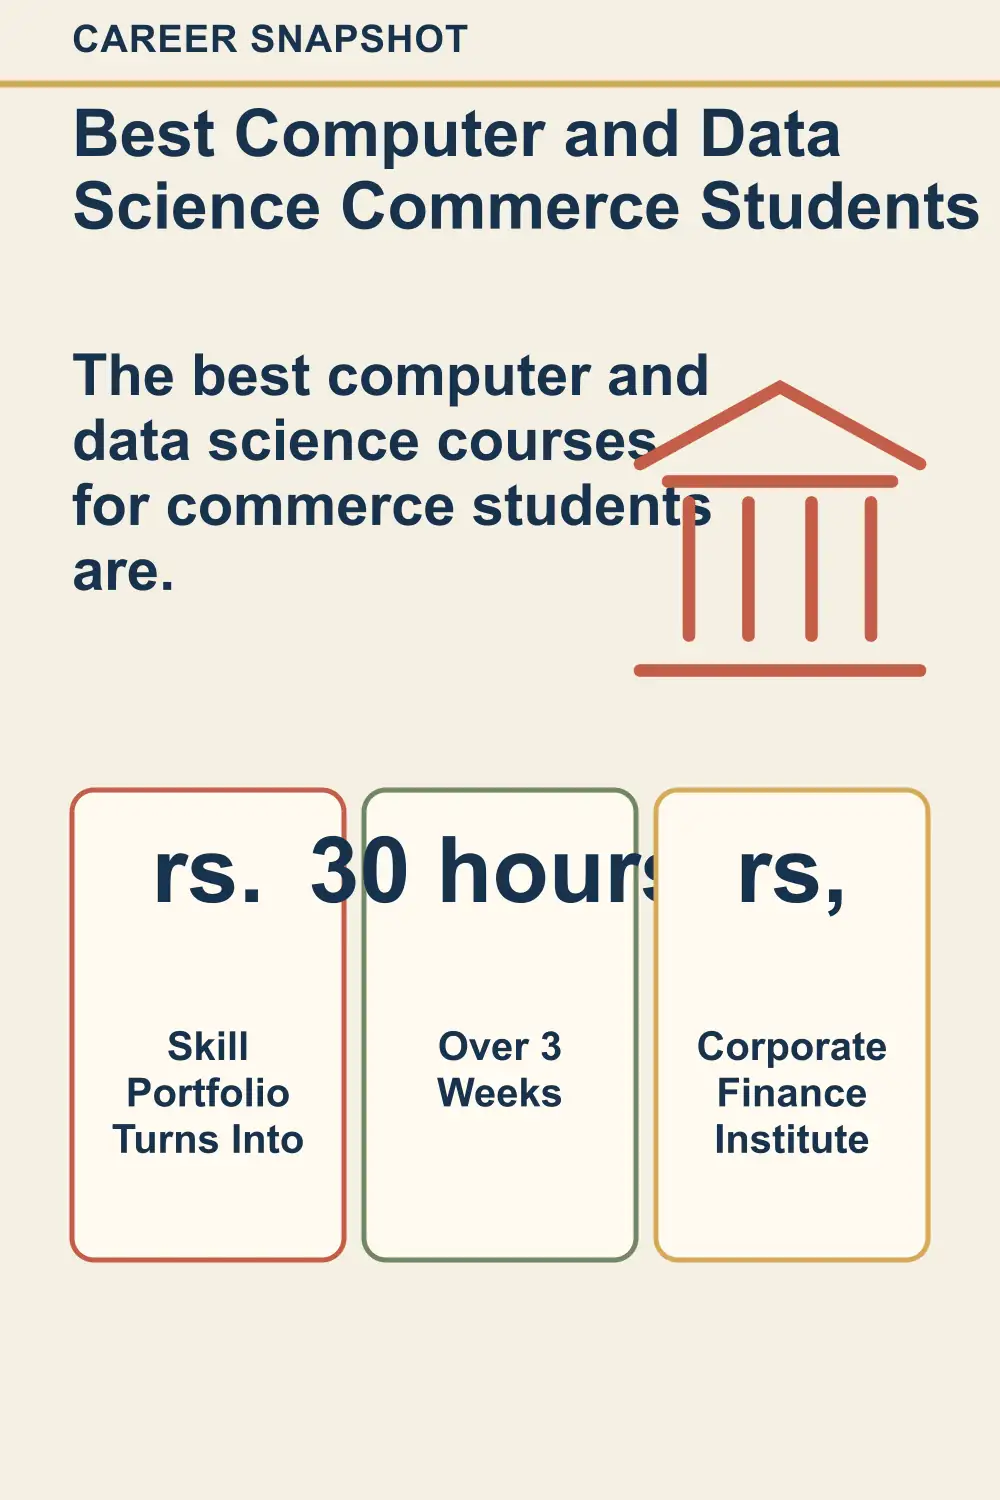 CAREER SNAPSHOT
Best Computer and Data
Science Commerce Students
The best computer and
data science courses
for commerce students
are.
rs.
Skill
Portfolio
Turns Into
30 hours
Over 3
Weeks
rs,
Corporate
Finance
Institute